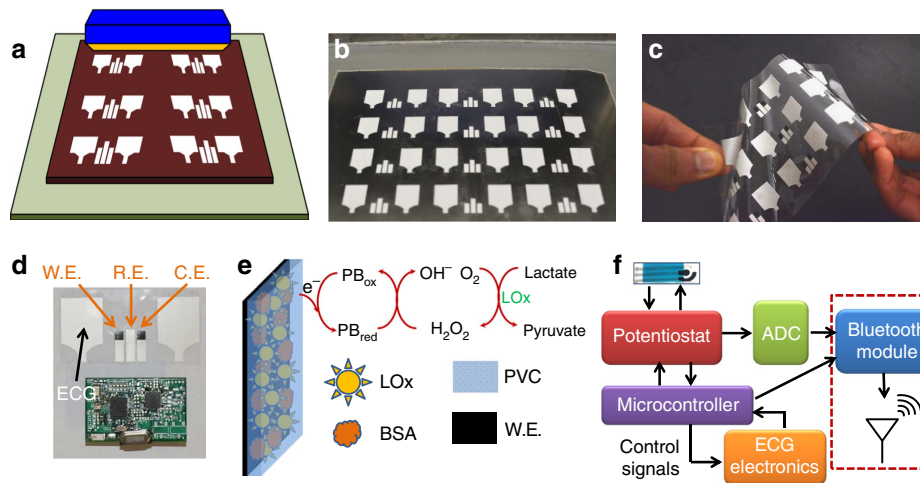 a
b
c
d
W.E. R.E. C.E.
ECG
e
e⁻ PBox OH⁻ O₂ Lactate
LOx
PBred H₂O₂ Pyruvate
LOx PVC
BSA W.E.
f
Potentiostat ADC Bluetooth
module
Microcontroller
Control
signals
ECG
electronics